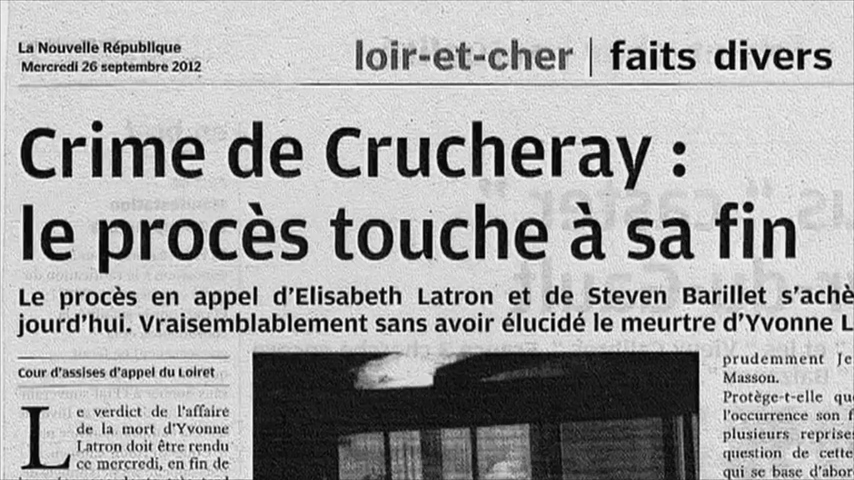 La Nouvelle République
Mercredi 26 septembre 2012
loir-et-cher | faits divers
Crime de Crucheray :
le procès touche à sa fin
Le procès en appel d'Elisabeth Latron et de Steven Barillet s'achè
jourd'hui. Vraisemblablement sans avoir élucidé le meurtre d'Yvonne L
Cour d'assises d'appel du Loiret
Le verdict de l'affaire
de la mort d'Yvonne
Latron doit être rendu
ce mercredi, en fin de
prudemment Je
Masson.
Protège-t-elle que
l'occurrence son f
plusieurs reprise
question de cette
qui se base d'abor